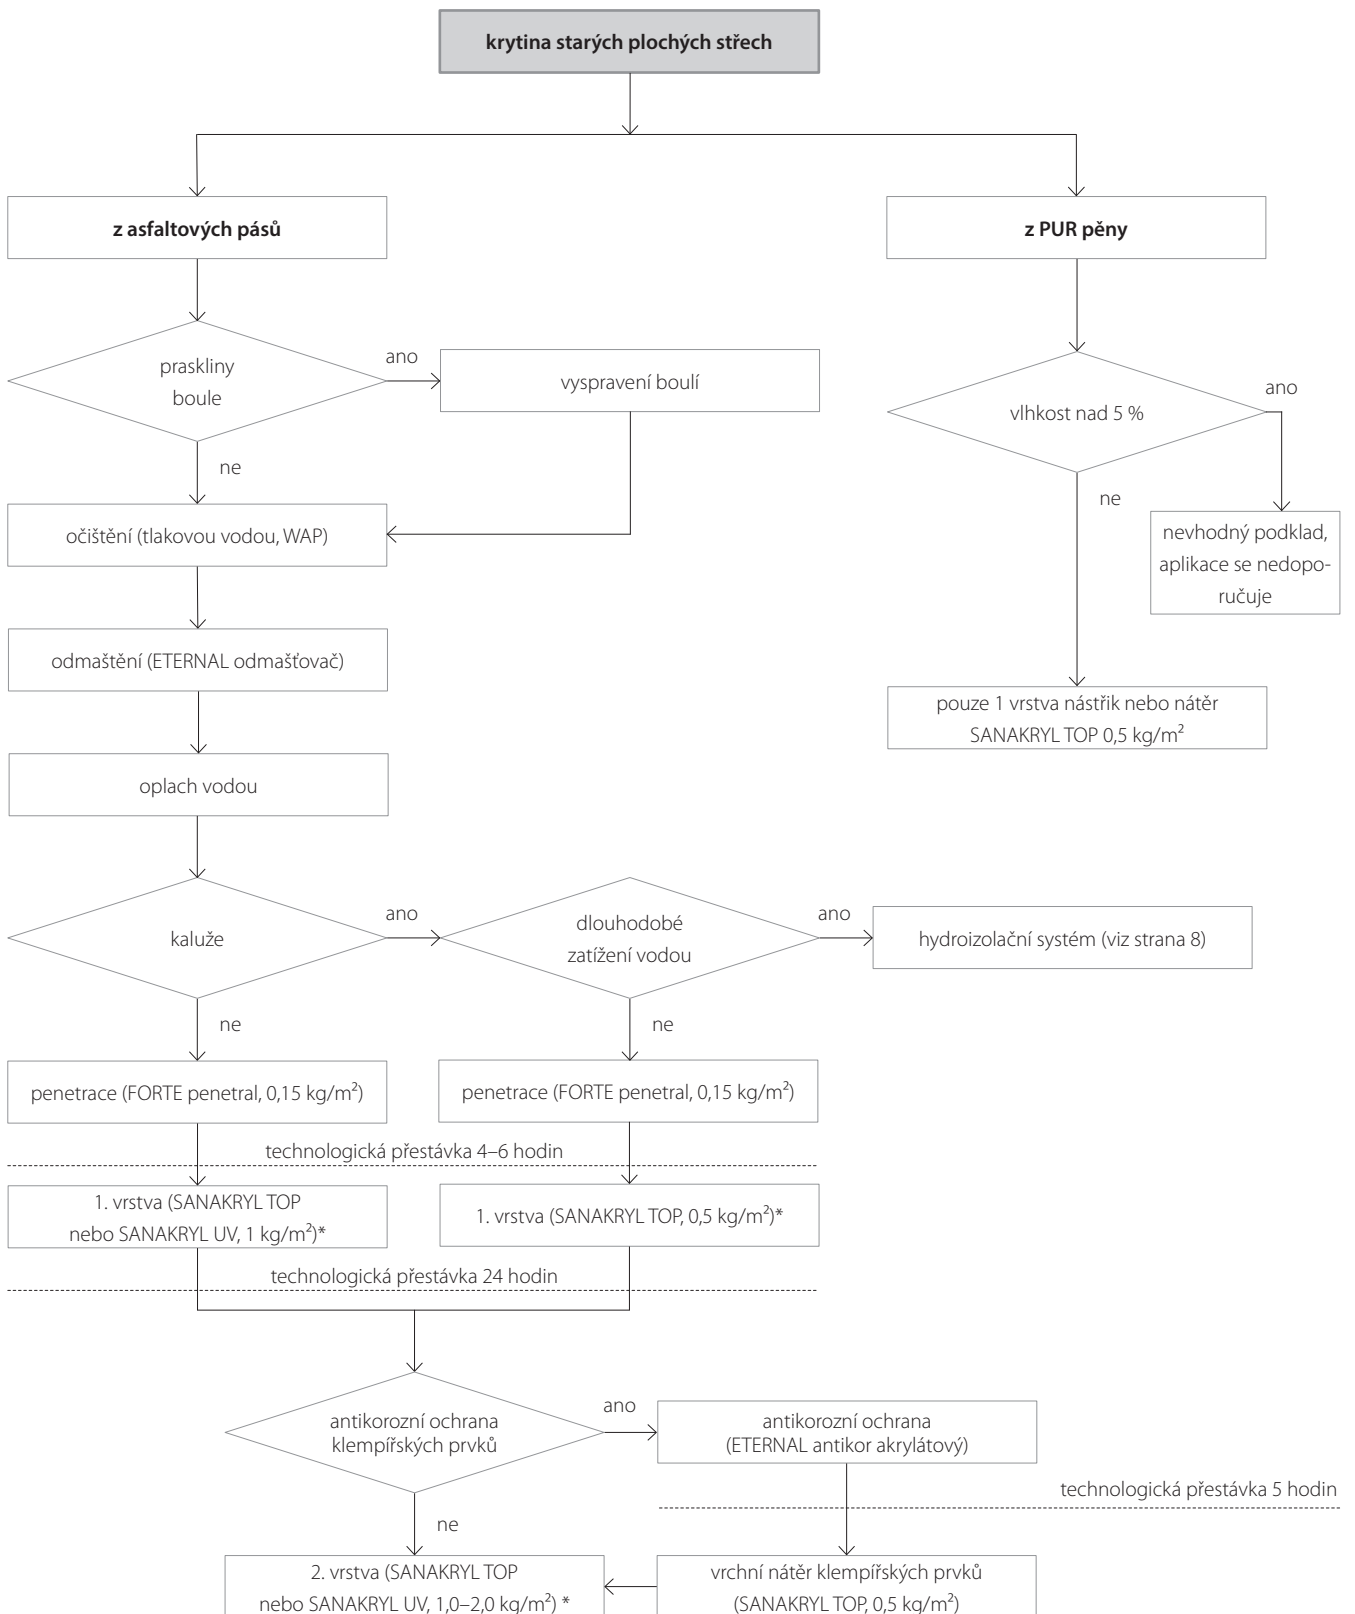 krytina starých plochých střech
z asfaltových pásů
z PUR pěny
praskliny
boule
ano
vyspravení boulí
ne
vlhkost nad 5 %
ano
ne
nevhodný podklad,
aplikace se nedopo-
ručuje
očištění (tlakovou vodou, WAP)
odmaštění (ETERNAL odmašťovač)
pouze 1 vrstva nástřik nebo nátěr
SANAKRYL TOP 0,5 kg/m²
oplach vodou
kaluže
ano
dlouhodobé
zatížení vodou
ano
hydroizolační systém (viz strana 8)
ne
ne
penetrace (FORTE penetral, 0,15 kg/m²)
penetrace (FORTE penetral, 0,15 kg/m²)
technologická přestávka 4–6 hodin
1. vrstva (SANAKRYL TOP
nebo SANAKRYL UV, 1 kg/m²)*
1. vrstva (SANAKRYL TOP, 0,5 kg/m²)*
technologická přestávka 24 hodin
antikorozní ochrana
klempířských prvků
ano
antikorozní ochrana
(ETERNAL antikor akrylátový)
technologická přestávka 5 hodin
ne
2. vrstva (SANAKRYL TOP
nebo SANAKRYL UV, 1,0–2,0 kg/m²) *
vrchní nátěr klempířských prvků
(SANAKRYL TOP, 0,5 kg/m²)